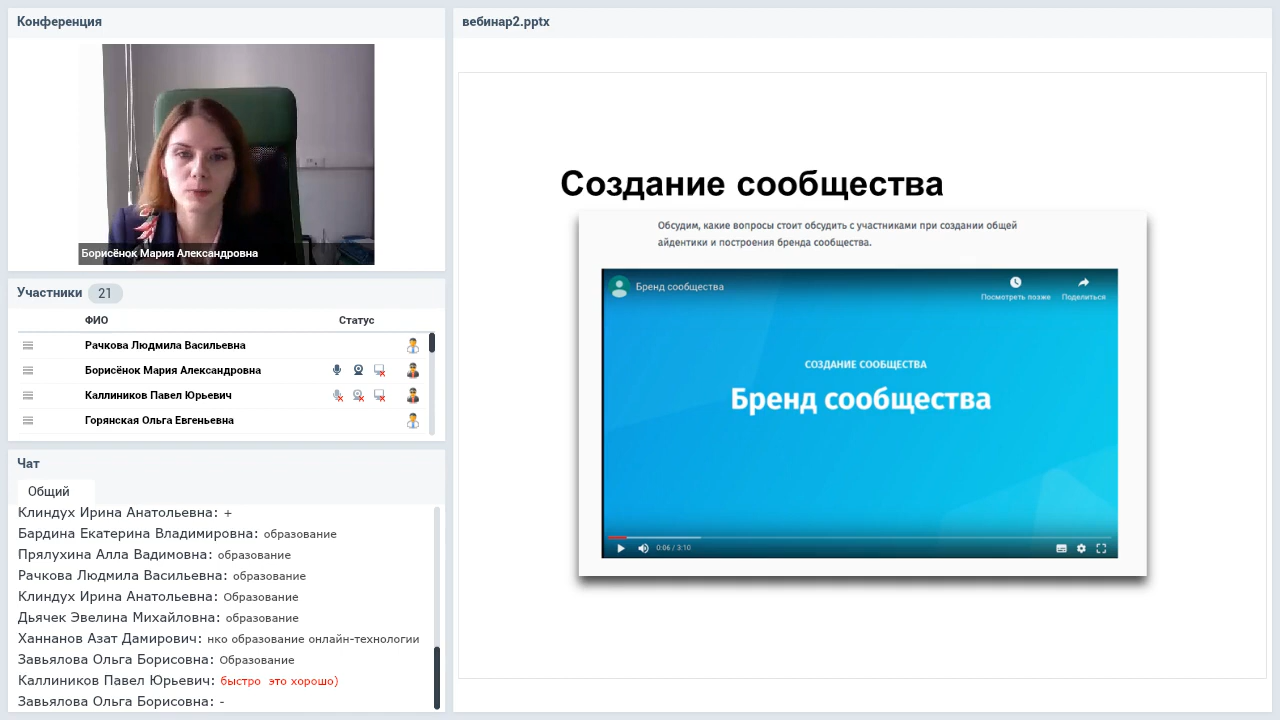 Конференция
Борисёнок Мария Александровна
Участники 21
ФИО Статус
Рачкова Людмила Васильевна
Борисёнок Мария Александровна
Каллиников Павел Юрьевич
Горянская Ольга Евгеньевна
Чат
Общий
Клиндух Ирина Анатольевна: +
Бардина Екатерина Владимировна: образование
Прялухина Алла Вадимовна: образование
Рачкова Людмила Васильевна: образование
Клиндух Ирина Анатольевна: Образование
Дьячек Эвелина Михайловна: образование
Ханнанов Азат Дамирович: нко образование онлайн-технологии
Завьялова Ольга Борисовна: Образование
Каллиников Павел Юрьевич: быстро это хорошо)
Завьялова Ольга Борисовна: -
вебинар2.pptx
Создание сообщества
Обсудим, какие вопросы стоит обсудить с участниками при создании общей
айдентики и построения бренда сообщества.
Бренд сообщества
Посмотреть позже Поделиться
СОЗДАНИЕ СООБЩЕСТВА
Бренд сообщества
0:06 / 3:10